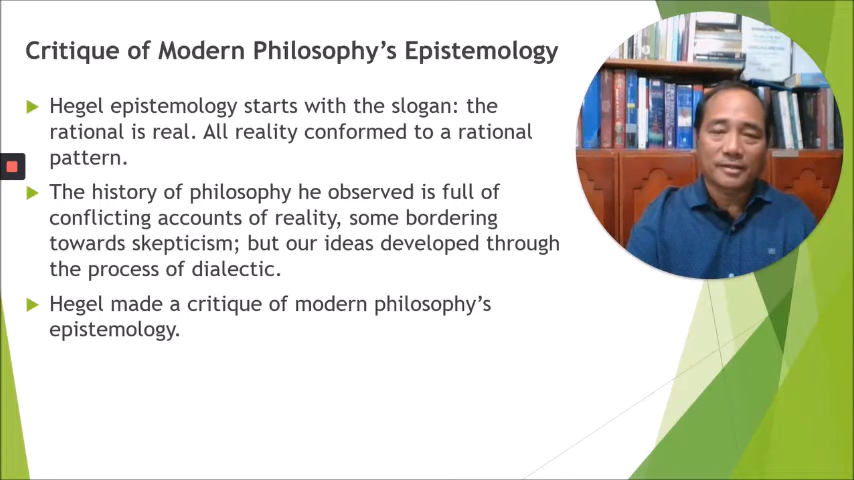 Critique of Modern Philosophy's Epistemology
Hegel epistemology starts with the slogan: the
rational is real. All reality conformed to a rational
pattern.
The history of philosophy he observed is full of
conflicting accounts of reality, some bordering
towards skepticism; but our ideas developed through
the process of dialectic.
Hegel made a critique of modern philosophy's
epistemology.